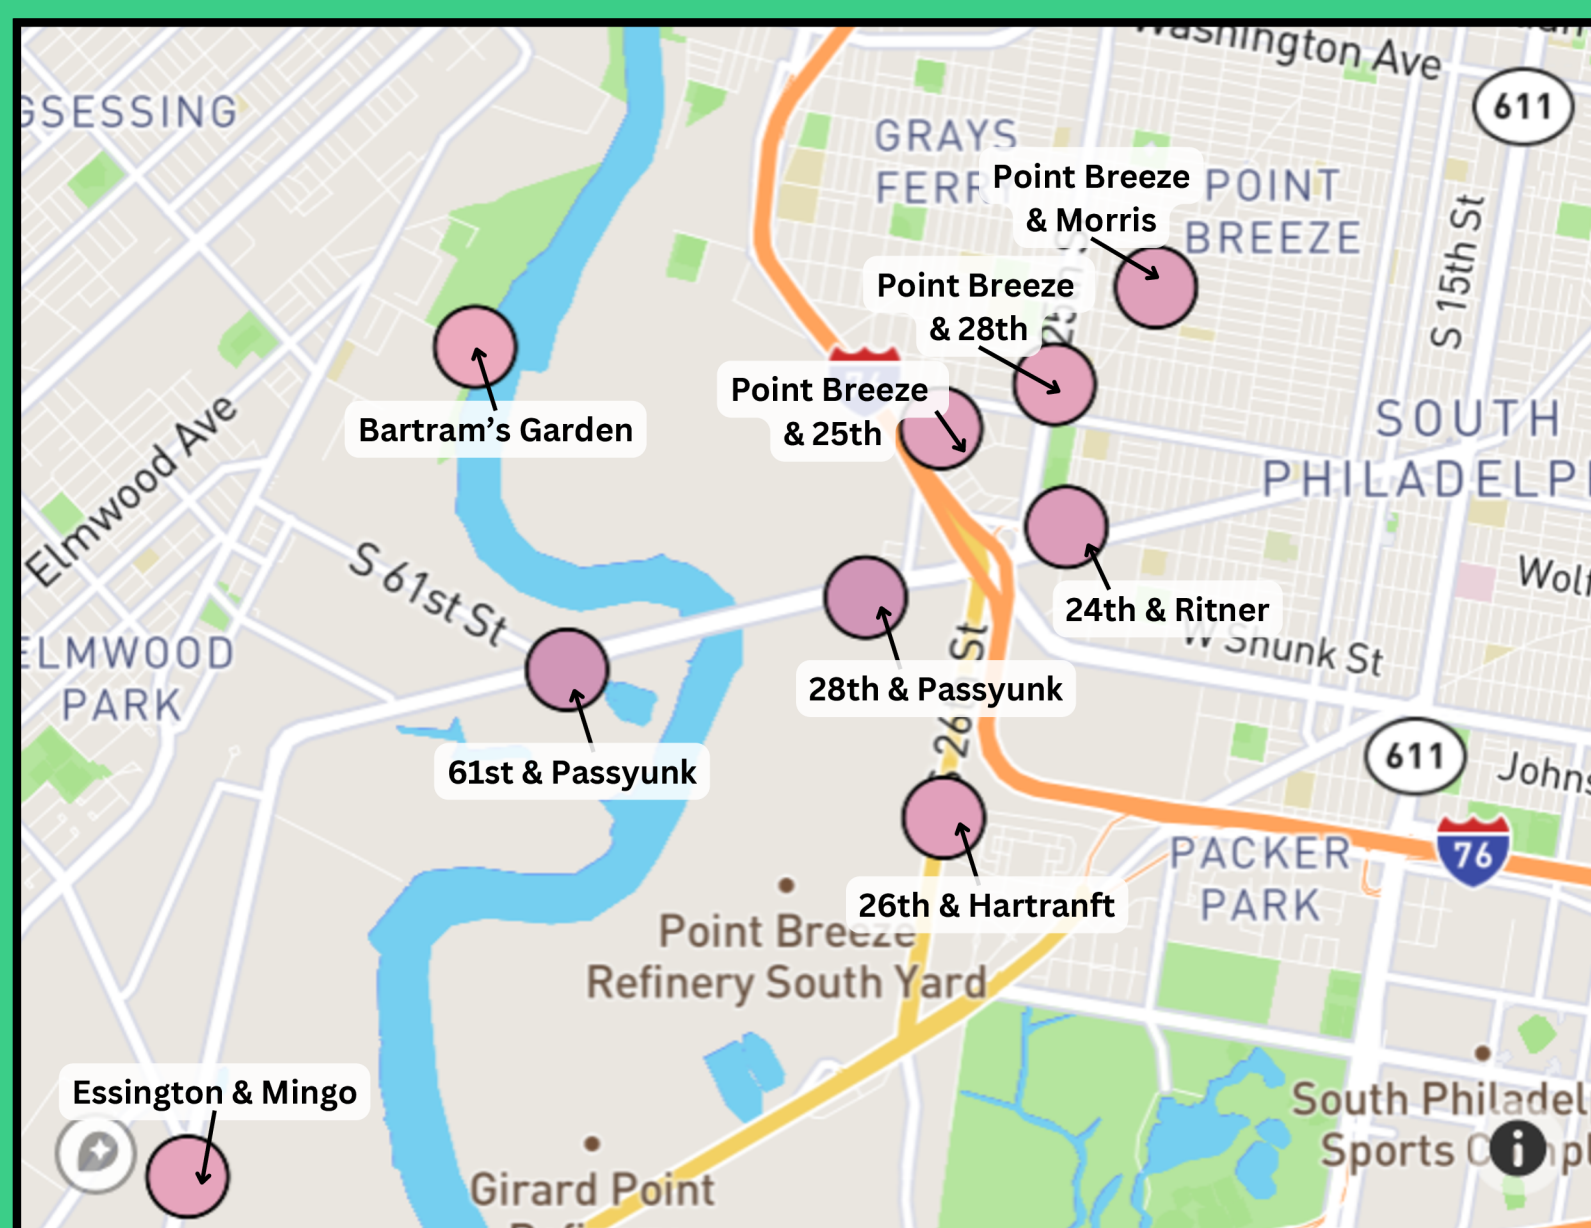 Washington Ave
GSESSING
611
GRAYS
FERR
Point Breeze
& Morris
POINT
BREEZE
S 15th St
Point Breeze
& 28th
25
Point Breeze
& 25th
SOUTH
PHILADELP
Bartram's Garden
Elmwood Ave
S 61st St
24th & Ritner
Wolf
W Shunk St
ELMWOOD
PARK
28th & Passyunk
S 26th St
61st & Passyunk
611
Johns
PACKER
PARK
76
26th & Hartranft
Point Breeze
Refinery South Yard
Essington & Mingo
South Philadel
Sports
Girard Point